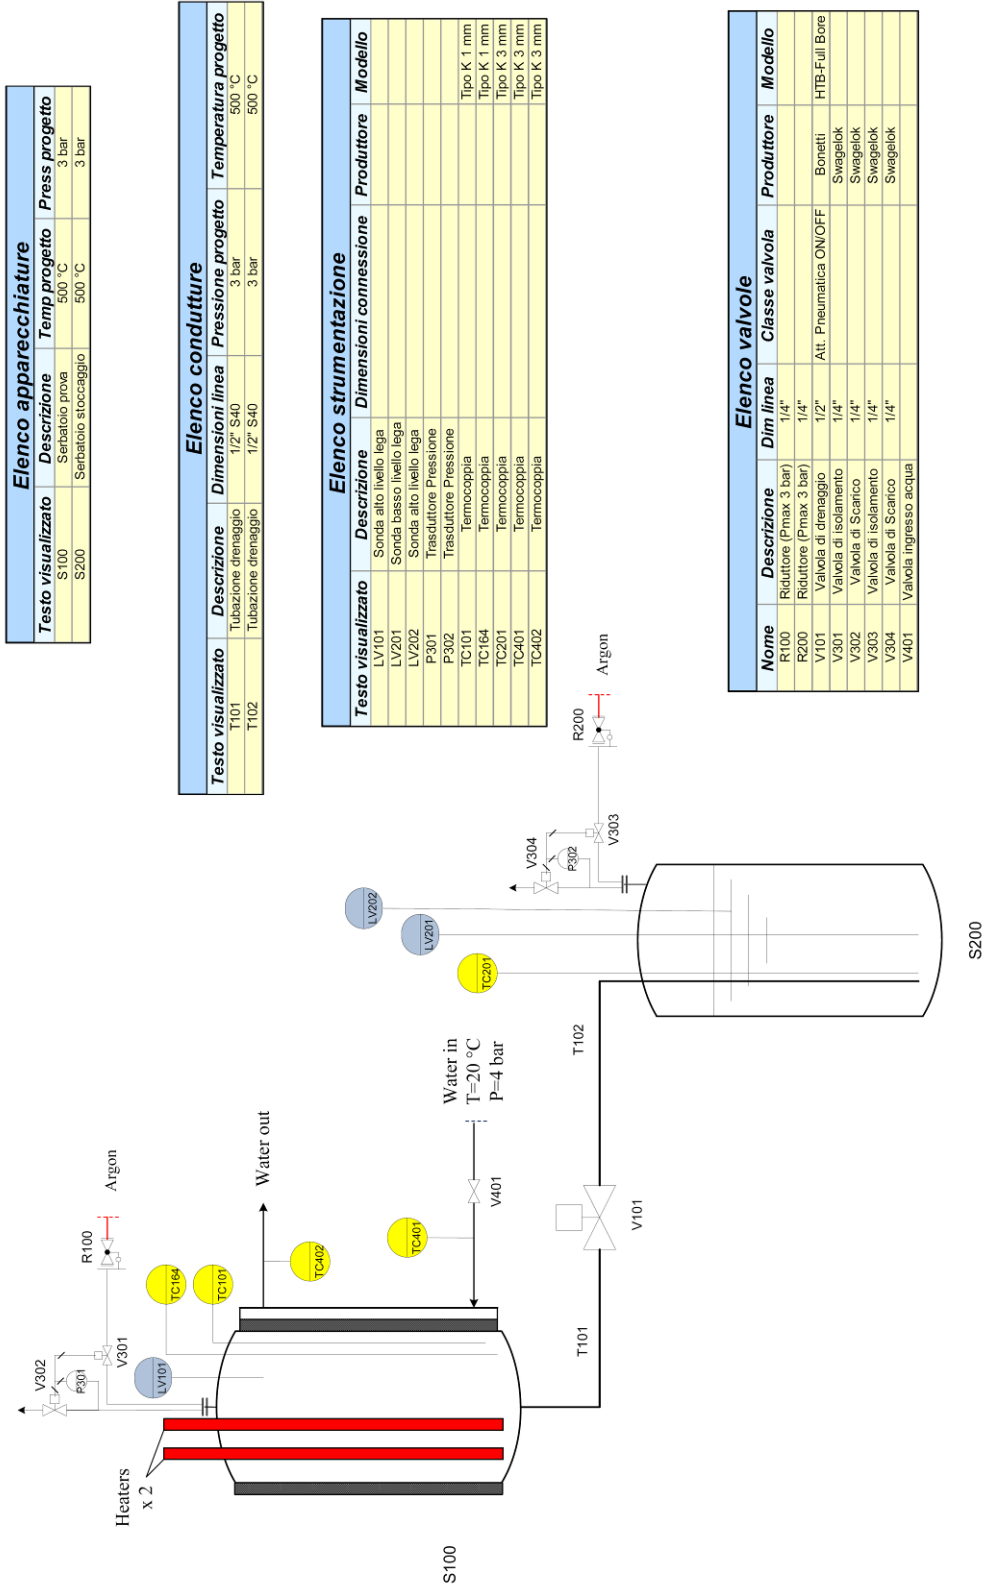 Elenco apparecchiature
Testo visualizzato Descrizione Temp progetto Press progetto
S100 Serbatoio prova 500 °C 3 bar
S200 Serbatoio stoccaggio 500 °C 3 bar
Elenco condutture
Testo visualizzato Descrizione Dimensioni linea Pressione progetto Temperatura progetto
T101 Tubazione drenaggio 1/2" S40 3 bar 500 °C
T102 Tubazione drenaggio 1/2" S40 3 bar 500 °C
Elenco strumentazione
Testo visualizzato Descrizione Dimensioni connessione Produttore Modello
LV101 Sonda alto livello lega
LV201 Sonda basso livello lega
LV202 Sonda alto livello lega
P301 Trasduttore Pressione
P302 Trasduttore Pressione
TC101 Termocoppia Tipo K 1 mm
TC164 Termocoppia Tipo K 1 mm
TC201 Termocoppia Tipo K 3 mm
TC401 Termocoppia Tipo K 3 mm
TC402 Termocoppia Tipo K 3 mm
Elenco valvole
Nome Descrizione Dim linea Classe valvola Produttore Modello
R100 Riduttore (Pmax 3 bar) 1/4"
R200 Riduttore (Pmax 3 bar) 1/4"
V101 Valvola di drenaggio 1/2" Att. Pneumatica ON/OFF Bonetti HTB-Full Bore
V301 Valvola di isolamento 1/4" Swagelok
V302 Valvola di Scarico 1/4" Swagelok
V303 Valvola di isolamento 1/4" Swagelok
V304 Valvola di Scarico 1/4" Swagelok
V401 Valvola ingresso acqua
V302
P301
V301
R100
Argon
Heaters
x 2
LV101
TC164
TC101
Water out
TC402
TC401
V401
Water in
T=20 °C
P=4 bar
S100
T101
V101
T102
TC201
LV201
LV202
V304
P302
V303
R200
Argon
S200